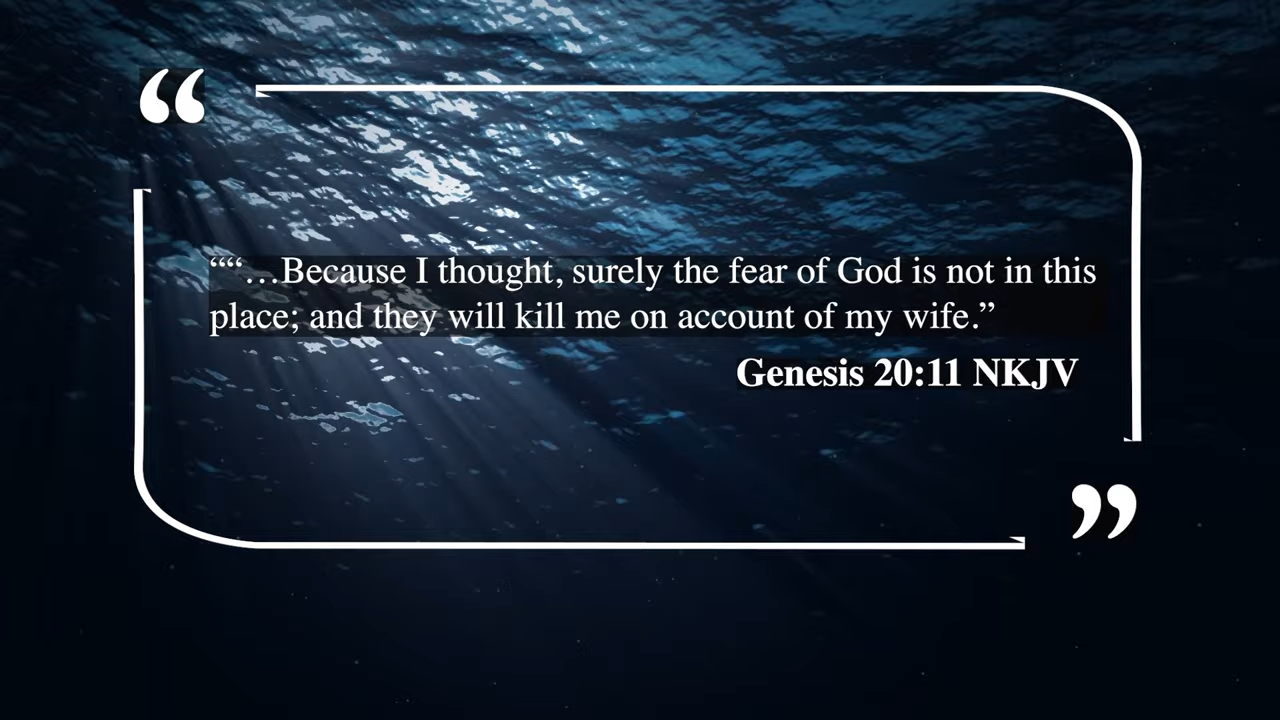 ““…Because I thought, surely the fear of God is not in this
place; and they will kill me on account of my wife.”
Genesis 20:11 NKJV